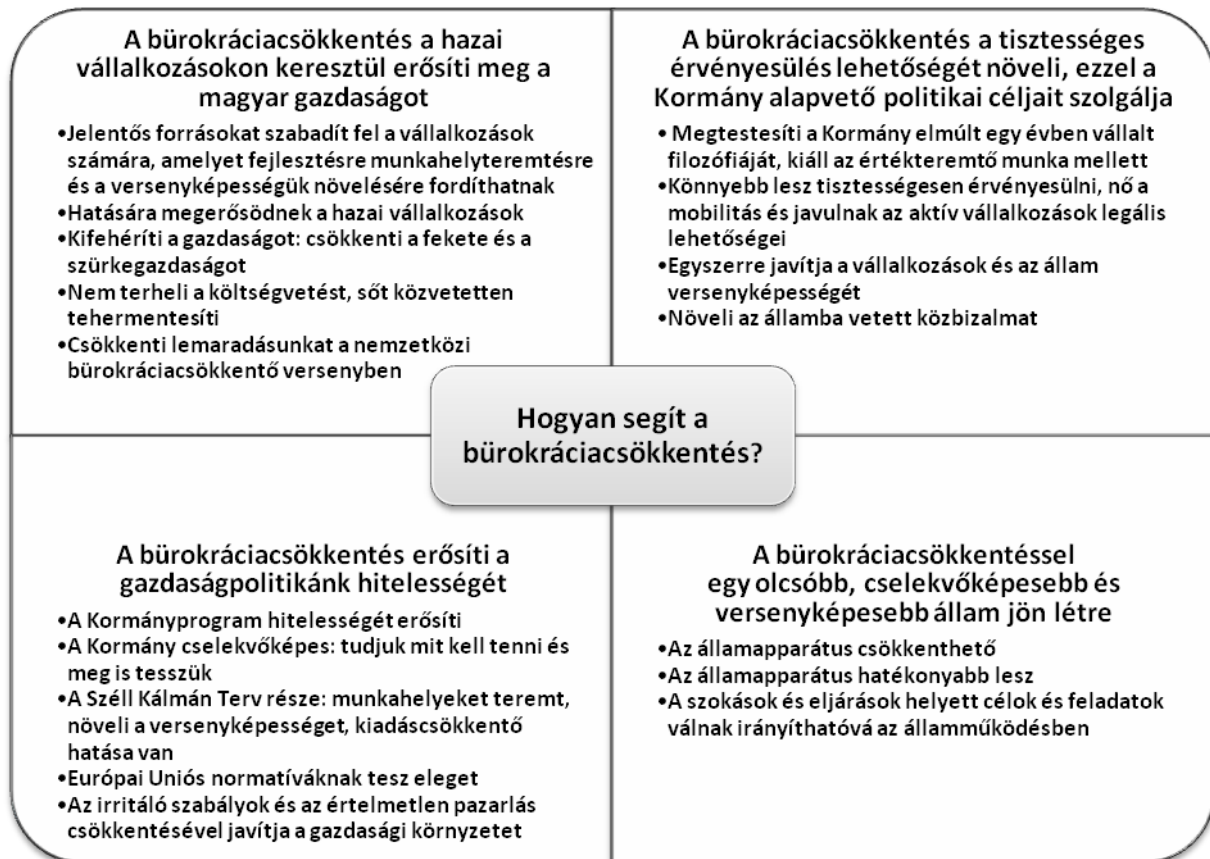 A bürokráciacsökkentés a hazai
vállalkozásokon keresztül erősíti meg a
magyar gazdaságot
•Jelentős forrásokat szabadít fel a vállalkozások
számára, amelyet fejlesztésre munkahelyteremtésre
és a versenyképességük növelésére fordíthatnak
•Hatására megerősödnek a hazai vállalkozások
•Kifehéríti a gazdaságot: csökkenti a fekete és a
szürkegazdaságot
•Nem terheli a költségvetést, sőt közvetetten
tehermentesíti
•Csökkenti lemaradásunkat a nemzetközi
bürokráciacsökkentő versenyben
A bürokráciacsökkentés a tisztességes
érvényesülés lehetőségét növeli, ezzel a
Kormány alapvető politikai céljait szolgálja
• Megtestesíti a Kormány elmúlt egy évben vállalt
filozófiáját, kiáll az értékteremtő munka mellett
•Könnyebb lesz tisztességesen érvényesülni, nő a
mobilitás és javulnak az aktív vállalkozások legális
lehetőségei
•Egyszerre javítja a vállalkozások és az állam
versenyképességét
•Növeli az államba vetett közbizalmat
Hogyan segít a
bürokráciacsökkentés?
A bürokráciacsökkentés erősíti a
gazdaságpolitikánk hitelességét
•A Kormányprogram hitelességét erősíti
•A Kormány cselekvőképes: tudjuk mit kell tenni és
meg is tesszük
•A Széll Kálmán Terv része: munkahelyeket teremt,
növeli a versenyképességet, kiadáscsökkentő
hatása van
•Európai Uniós normatíváknak tesz eleget
•Az irritáló szabályok és az értelmetlen pazarlás
csökkentésével javítja a gazdasági környzetet
A bürokráciacsökkentéssel
egy olcsóbb, cselekvőképesebb és
versenyképesebb állam jön létre
•Az államapparátus csökkenthető
•Az államapparátus hatékonyabb lesz
•A szokások és eljárások helyett célok és feladatok
válnak irányíthatóvá az államműködésben